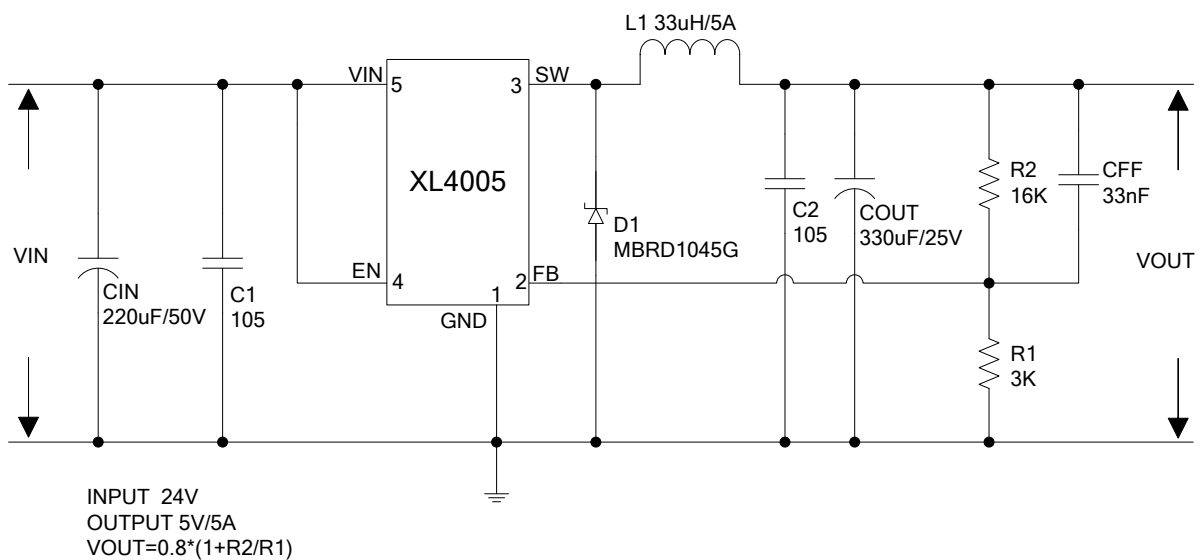 L1 33uH/5A
VIN
5
3
SW
XL4005
R2
16K
CFF
33nF
C2
105
COUT
330uF/25V
D1
MBRD1045G
VIN
VOUT
EN
4
2
FB
CIN
220uF/50V
C1
105
1
GND
R1
3K
INPUT 24V
OUTPUT 5V/5A
VOUT=0.8*(1+R2/R1)